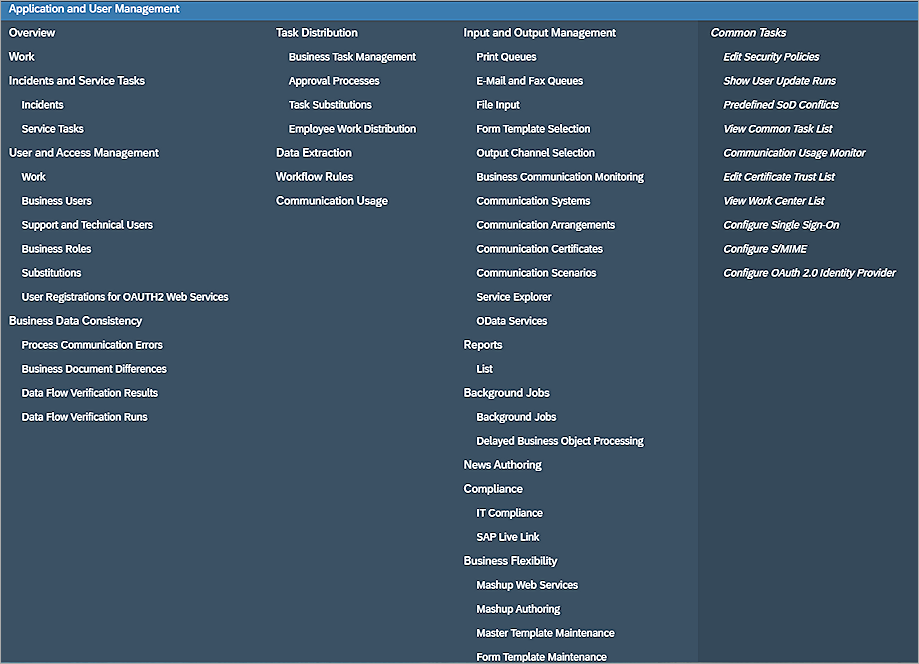 Application and User Management
Overview
Work
Incidents and Service Tasks
Incidents
Service Tasks
User and Access Management
Work
Business Users
Support and Technical Users
Business Roles
Substitutions
User Registrations for OAUTH2 Web Services
Business Data Consistency
Process Communication Errors
Business Document Differences
Data Flow Verification Results
Data Flow Verification Runs
Task Distribution
Business Task Management
Approval Processes
Task Substitutions
Employee Work Distribution
Data Extraction
Workflow Rules
Communication Usage
Input and Output Management
Print Queues
E-Mail and Fax Queues
File Input
Form Template Selection
Output Channel Selection
Business Communication Monitoring
Communication Systems
Communication Arrangements
Communication Certificates
Communication Scenarios
Service Explorer
OData Services
Reports
List
Background Jobs
Background Jobs
Delayed Business Object Processing
News Authoring
Compliance
IT Compliance
SAP Live Link
Business Flexibility
Mashup Web Services
Mashup Authoring
Master Template Maintenance
Form Template Maintenance
Common Tasks
Edit Security Policies
Show User Update Runs
Predefined SoD Conflicts
View Common Task List
Communication Usage Monitor
Edit Certificate Trust List
View Work Center List
Configure Single Sign-On
Configure S/MIME
Configure OAuth 2.0 Identity Provider